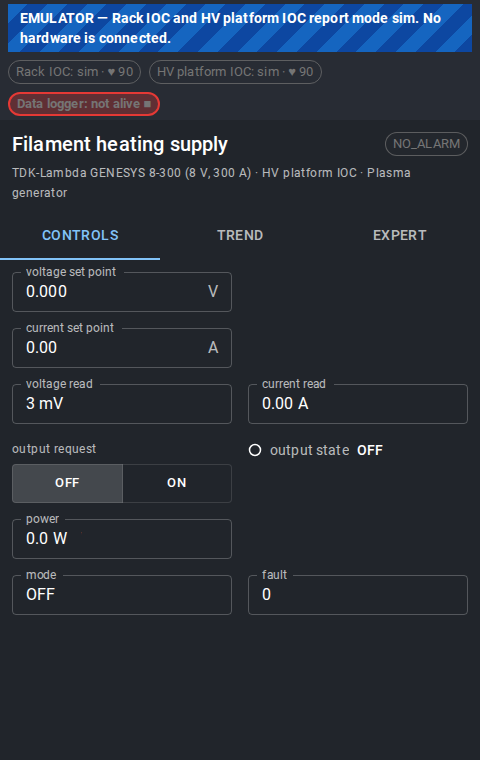 EMULATOR — Rack IOC and HV platform IOC report mode sim. No
hardware is connected.
Rack IOC: sim · ♥ 90
HV platform IOC: sim · ♥ 90
Data logger: not alive ■
Filament heating supply
NO_ALARM
TDK-Lambda GENESYS 8-300 (8 V, 300 A) · HV platform IOC · Plasma
generator
CONTROLS
TREND
EXPERT
voltage set point
0.000 V
current set point
0.00 A
voltage read
3 mV
current read
0.00 A
output request
output state OFF
OFF
ON
power
0.0 W
mode
OFF
fault
0